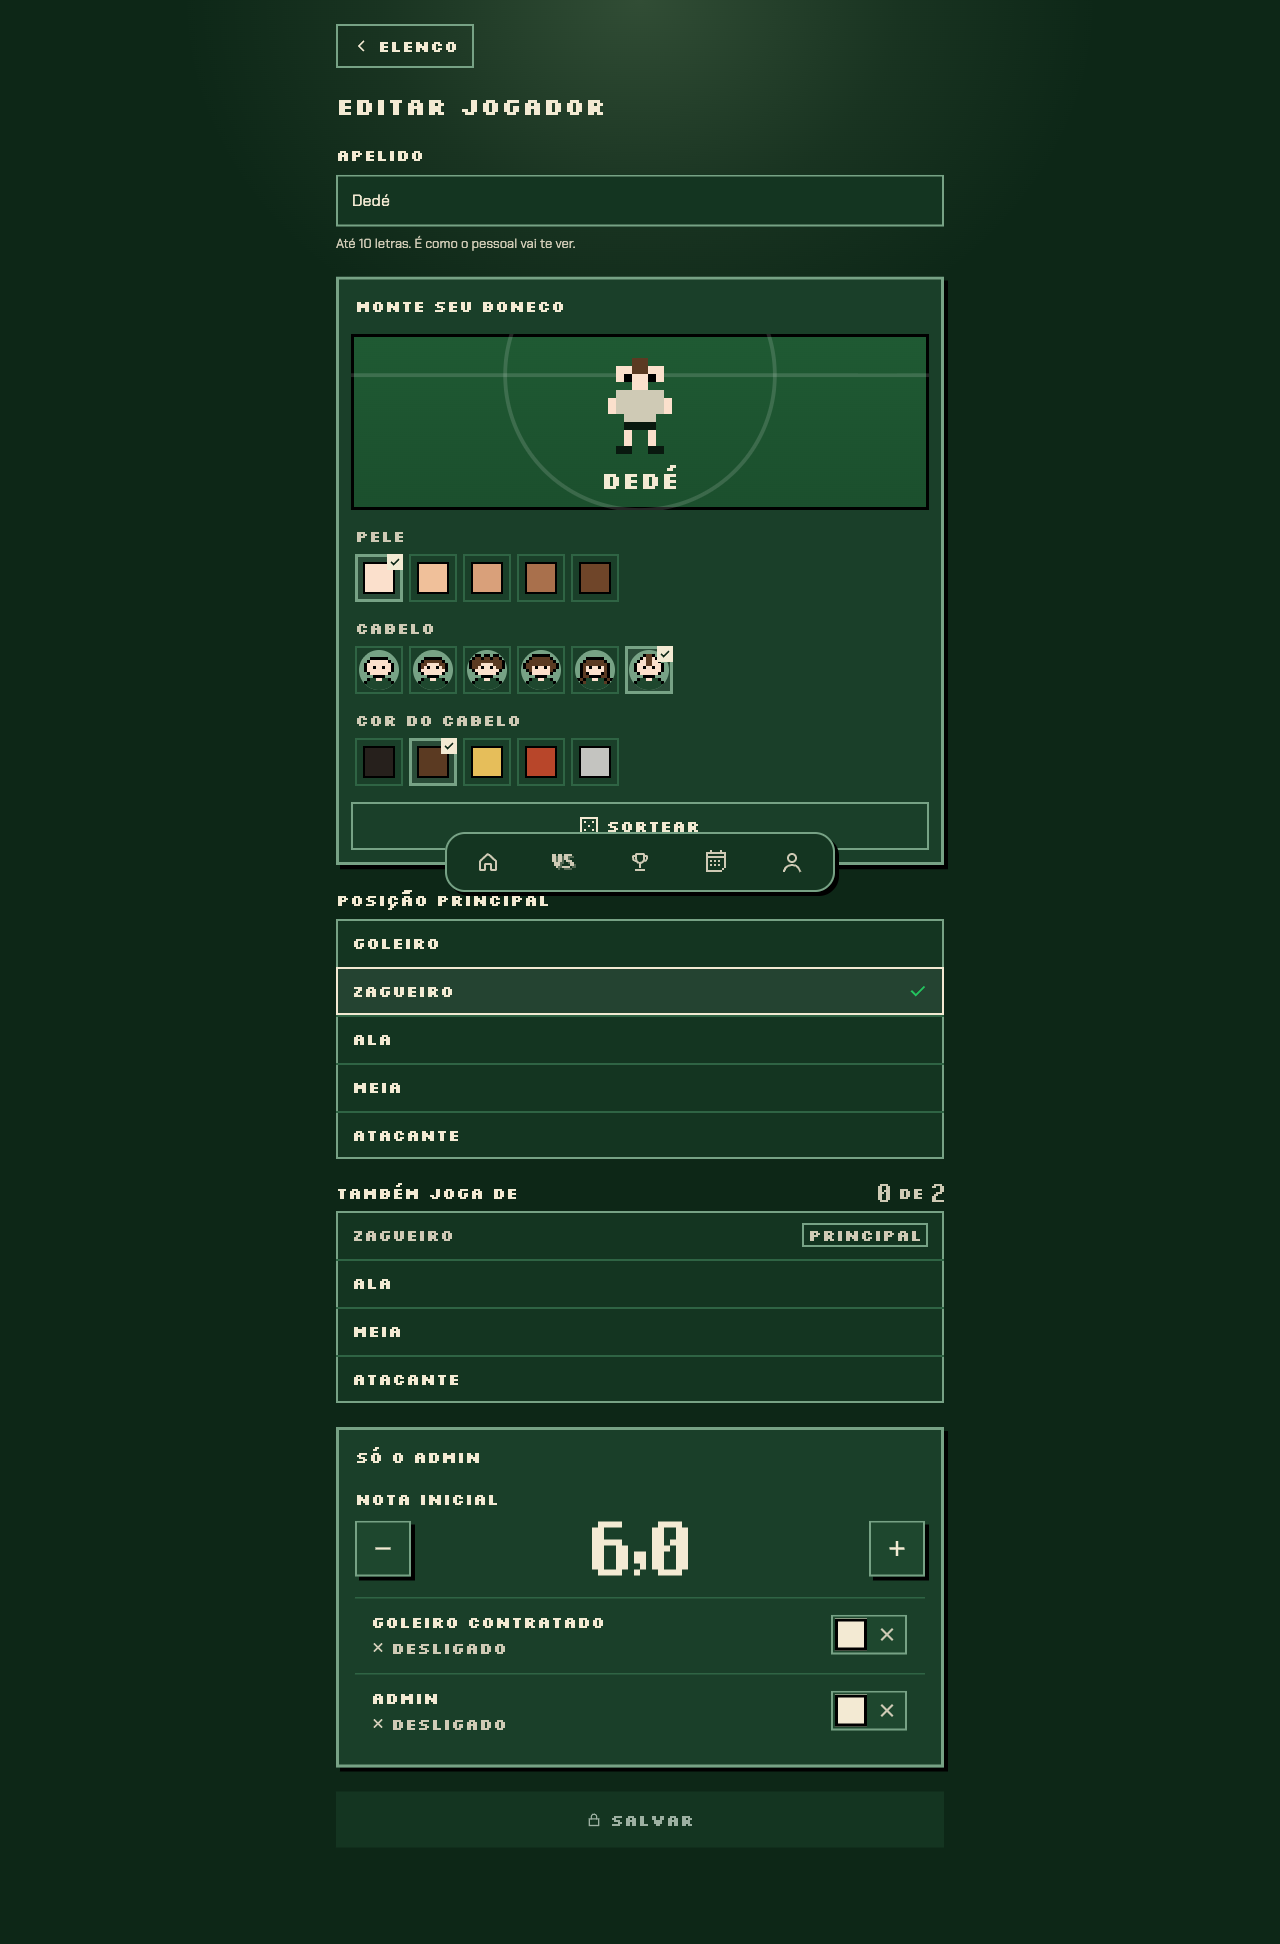 ELENCO
EDITAR JOGADOR
APELIDO
Dedé
Até 10 letras. É como o pessoal vai te ver.
MONTE SEU BONECO
DEDÉ
PELE
CABELO
COR DO CABELO
SORTEAR
VS
POSIÇÃO PRINCIPAL
GOLEIRO
ZAGUEIRO
ALA
MEIA
ATACANTE
TAMBÉM JOGA DE 0 DE 2
ZAGUEIRO PRINCIPAL
ALA
MEIA
ATACANTE
SÓ O ADMIN
NOTA INICIAL
− 6,0 +
GOLEIRO CONTRATADO
× DESLIGADO
ADMIN
× DESLIGADO
SALVAR